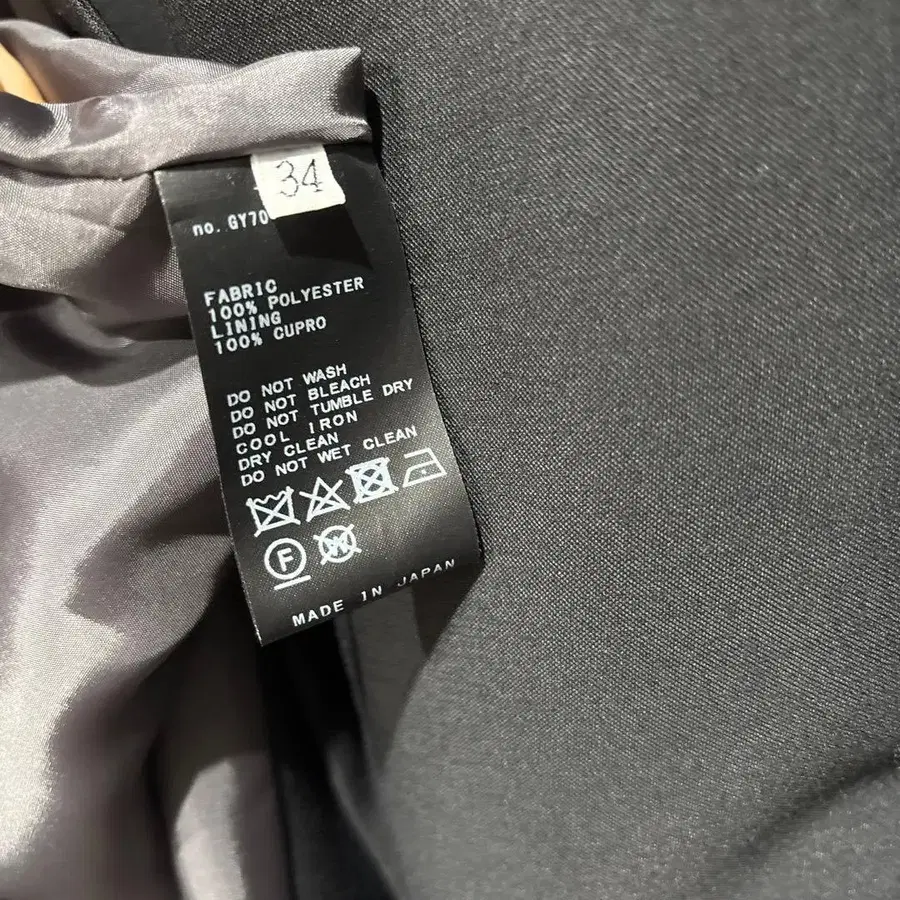 34
no. GY70
FABRIC
100% POLYESTER
LINING
100% CUPRO
DO NOT WASH
DO NOT BLEACH
DO NOT TUMBLE DRY
COOL IRON
DRY CLEAN
DO NOT WET CLEAN
F W
MADE IN JAPAN